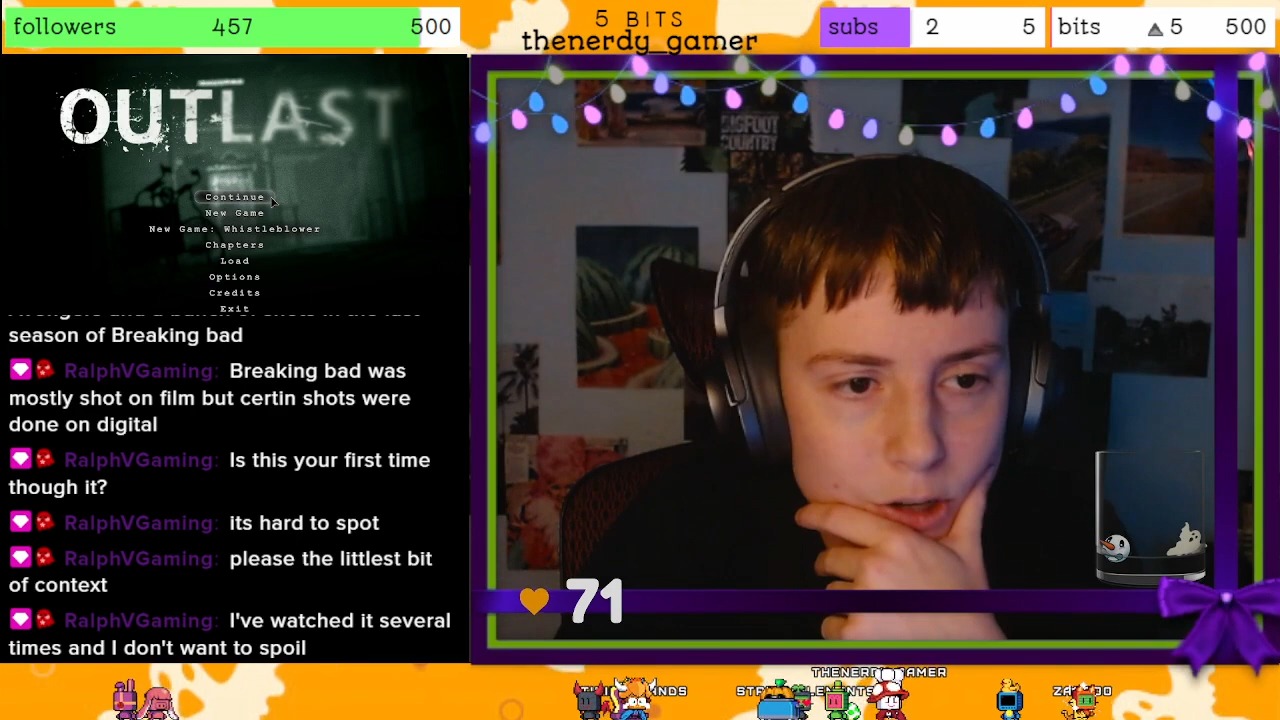 followers 457 500
5 BITS
thenerdy_gamer
subs 2 5
bits 5 500
OUTLAST
Continue
New Game
New Game: Whistleblower
Chapters
Load
Options
Credits
Exit
season of Breaking bad
RalphVGaming: Breaking bad was
mostly shot on film but certin shots were
done on digital
RalphVGaming: Is this your first time
though it?
RalphVGaming: its hard to spot
RalphVGaming: please the littlest bit
of context
RalphVGaming: I've watched it several
times and I don't want to spoil
BIGFOOT
COUNTRY
71